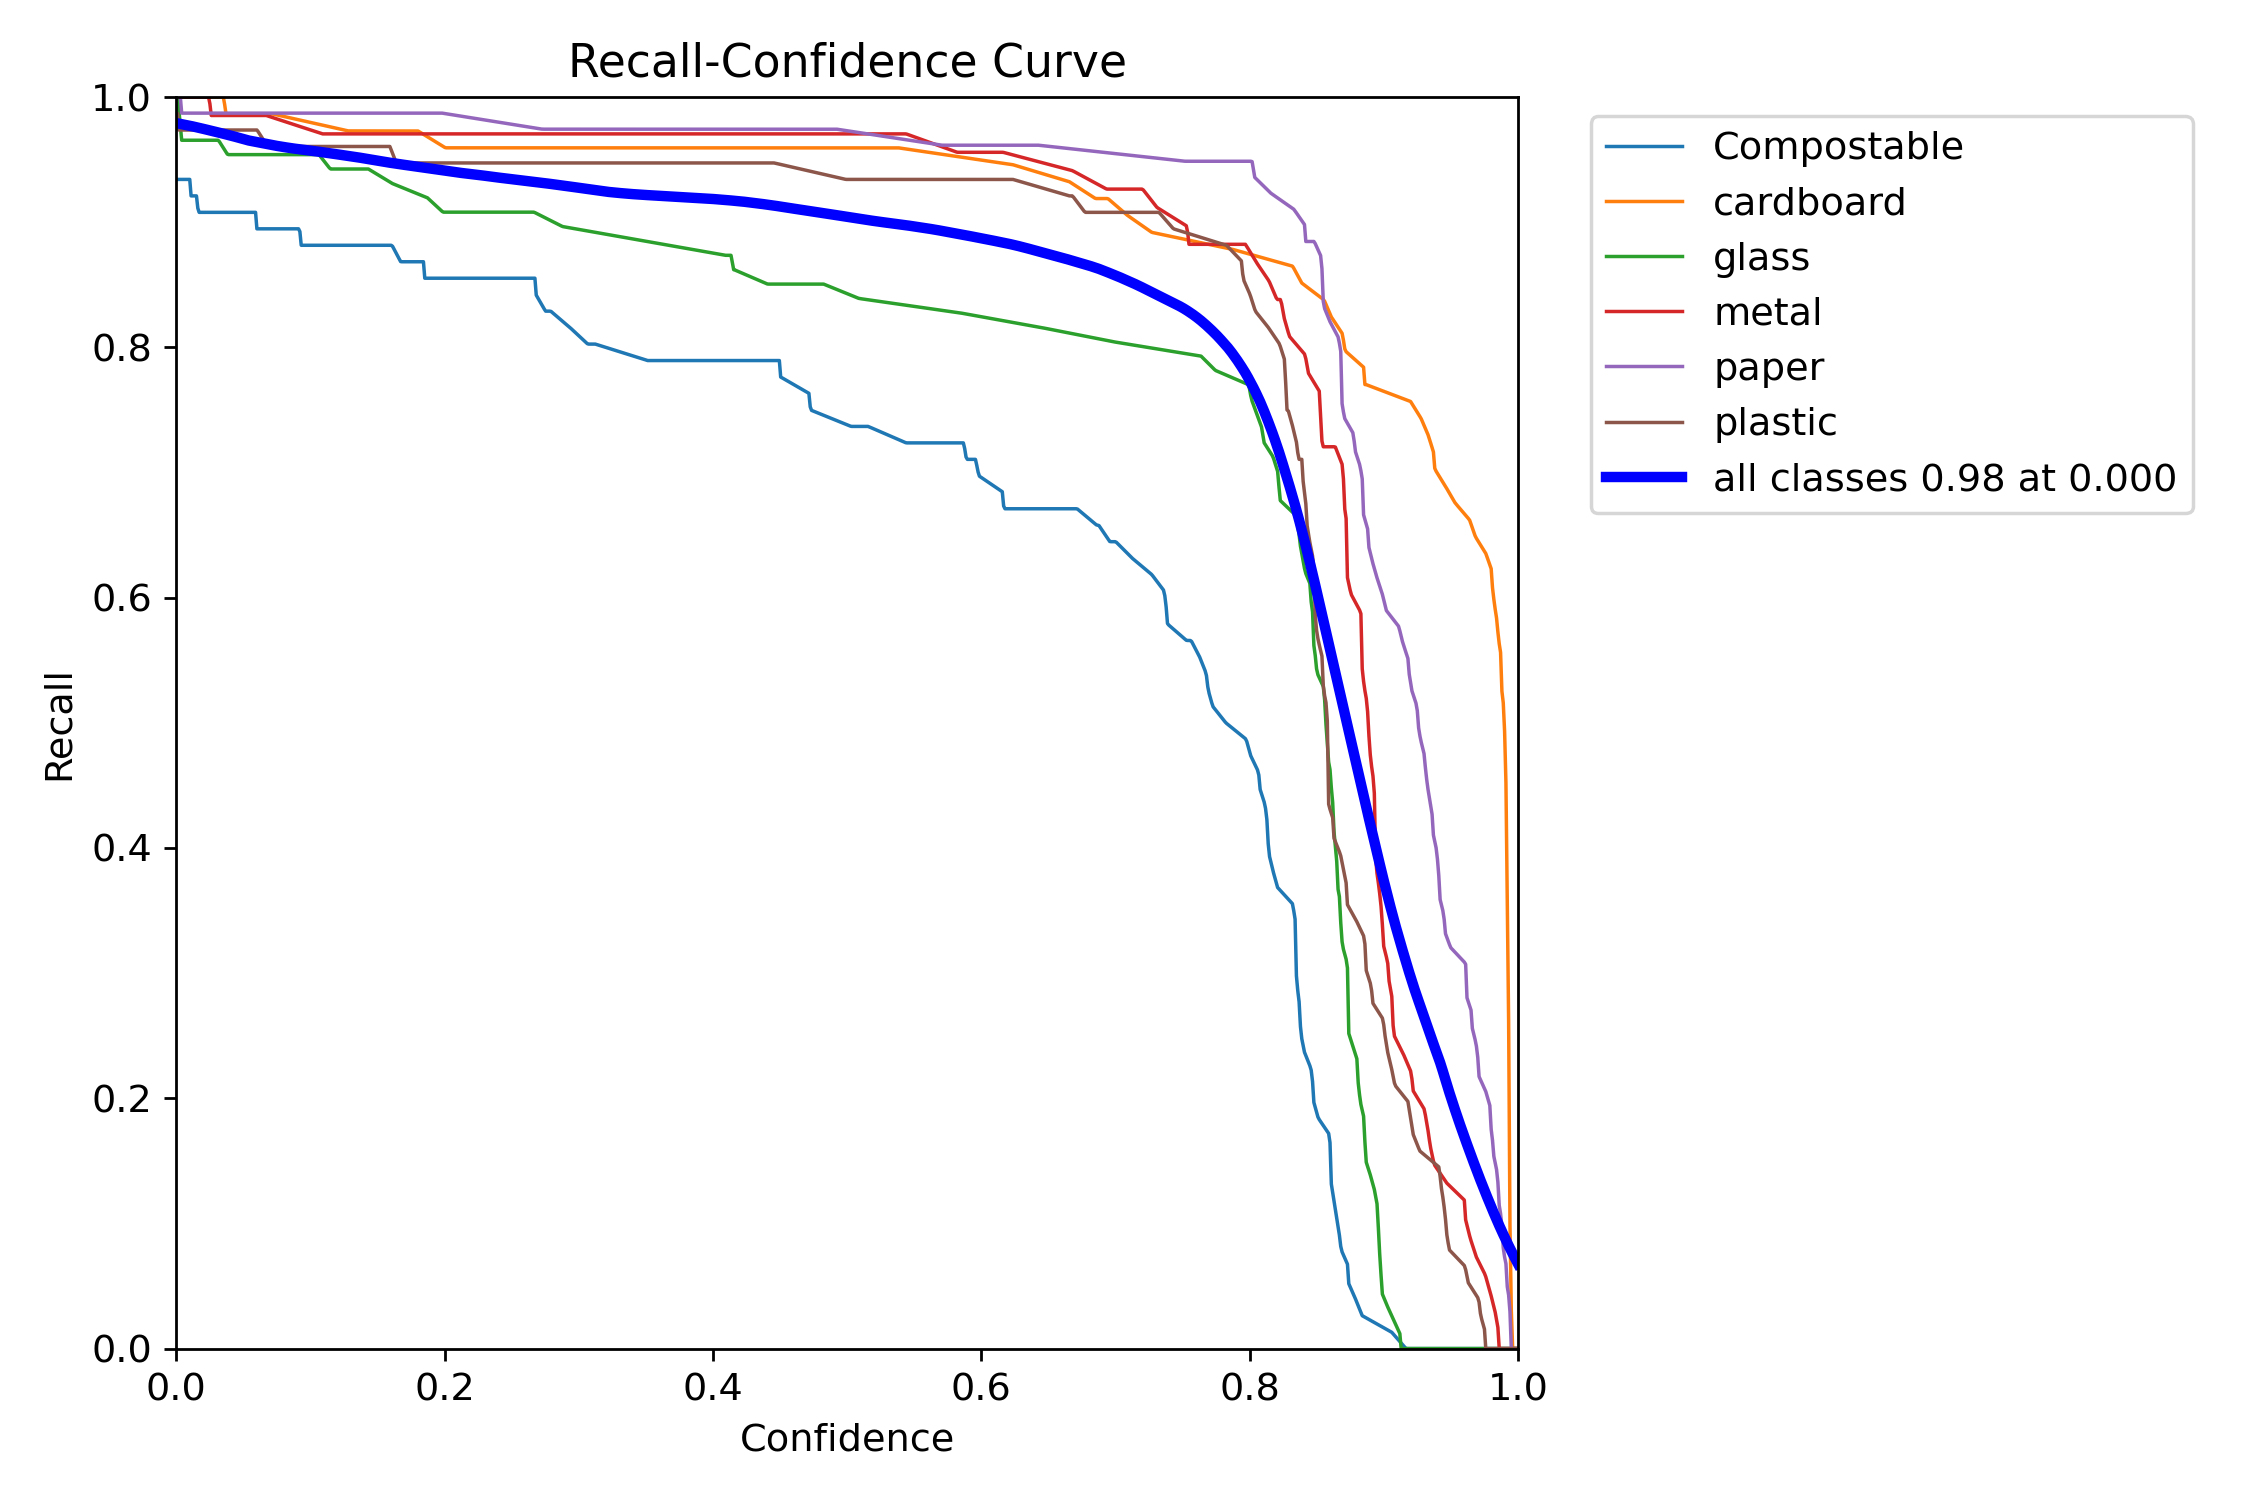 Recall-Confidence Curve
1.0
0.8
0.6
0.4
0.2
0.0
Recall
0.0 0.2 0.4 0.6 0.8 1.0
Confidence
Compostable
cardboard
glass
metal
paper
plastic
all classes 0.98 at 0.000